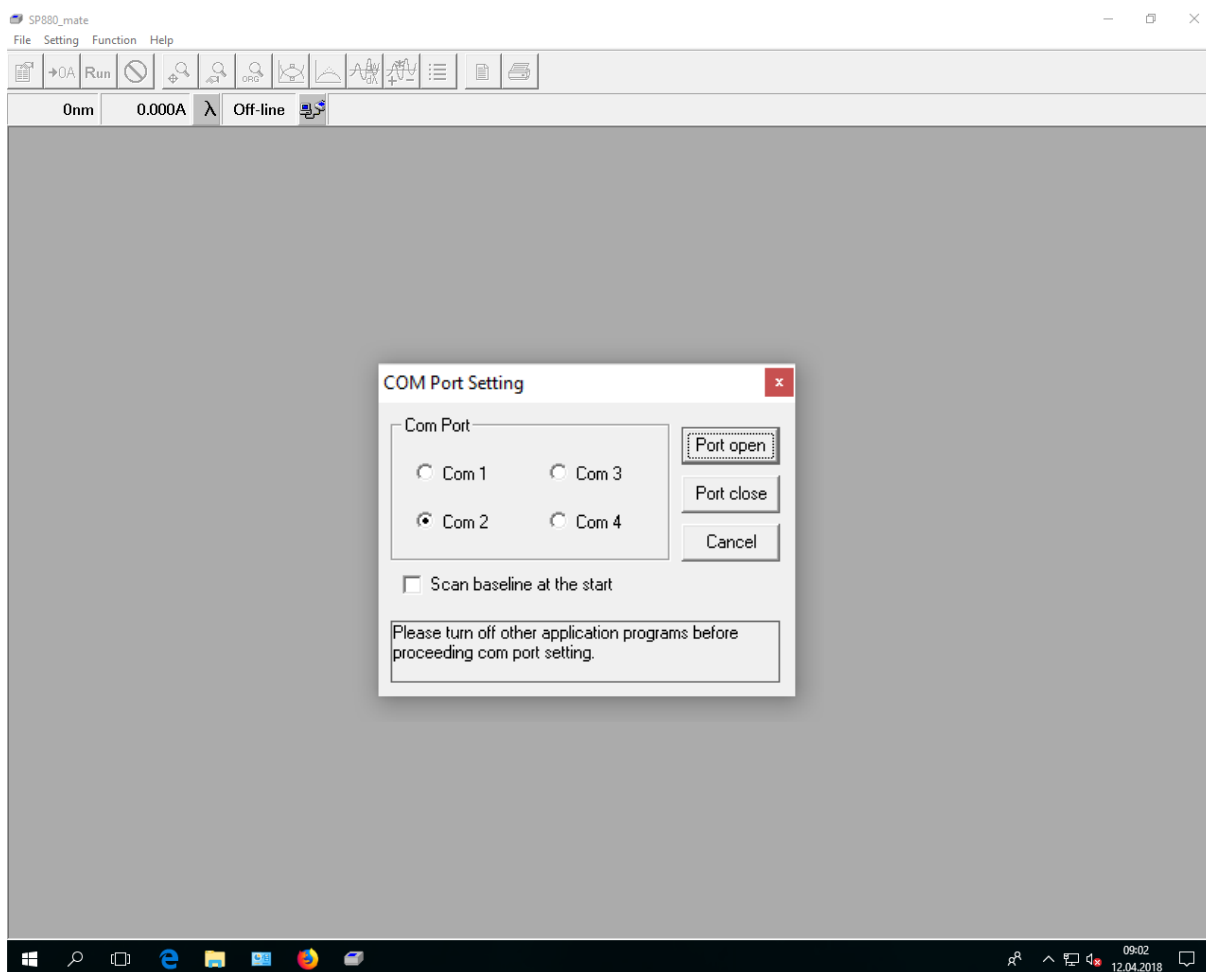 SP880_mate
File Setting Function Help
→0A Run ORG dA
0nm 0.000A λ Off-line
COM Port Setting x
Com Port
Port open
Com 1 Com 3
Port close
Com 2 Com 4
Cancel
Scan baseline at the start
Please turn off other application programs before
proceeding com port setting.
09:02
12.04.2018